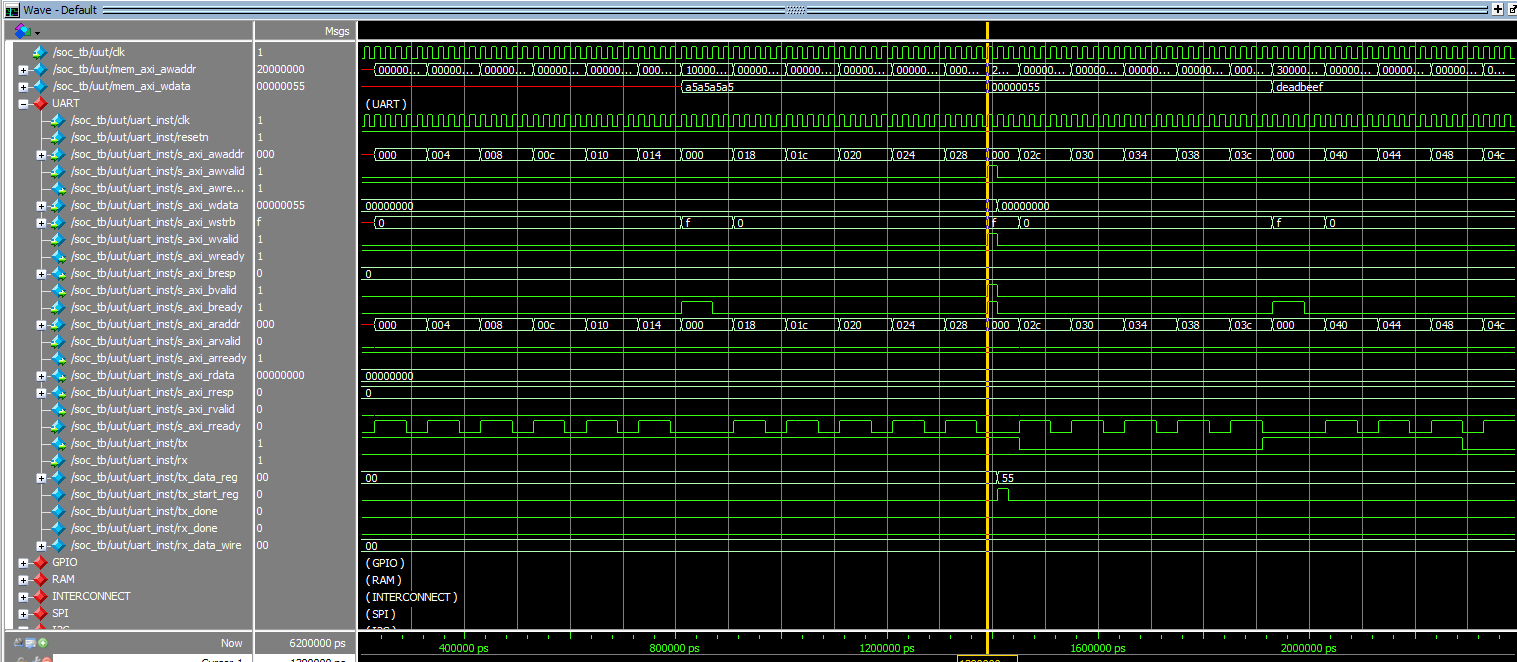 Wave - Default
Msgs
/soc_tb/uut/clk 1
/soc_tb/uut/mem_axi_awaddr 20000000 00000... 00000... 00000... 00000... 00000... 000... 10000... 00000... 00000... 00000... 00000... 000... 2... 00000... 00000... 00000... 00000... 000... 30000... 00000... 00000... 00000... 0...
/soc_tb/uut/mem_axi_wdata 00000055 a5a5a5a5 00000055 deadbeef
UART (UART)
/soc_tb/uut/uart_inst/clk 1
/soc_tb/uut/uart_inst/resetn 1
/soc_tb/uut/uart_inst/s_axi_awaddr 000 000 004 008 00c 010 014 000 018 01c 020 024 028 000 02c 030 034 038 03c 000 040 044 048 04c
/soc_tb/uut/uart_inst/s_axi_awvalid 1
/soc_tb/uut/uart_inst/s_axi_awre... 1
/soc_tb/uut/uart_inst/s_axi_wdata 00000055 00000000 00000000
/soc_tb/uut/uart_inst/s_axi_wstrb f 0 f 0 f 0 f 0
/soc_tb/uut/uart_inst/s_axi_wvalid 1
/soc_tb/uut/uart_inst/s_axi_wready 1
/soc_tb/uut/uart_inst/s_axi_bresp 0 0
/soc_tb/uut/uart_inst/s_axi_bvalid 1
/soc_tb/uut/uart_inst/s_axi_bready 1
/soc_tb/uut/uart_inst/s_axi_araddr 000 000 004 008 00c 010 014 000 018 01c 020 024 028 000 02c 030 034 038 03c 000 040 044 048 04c
/soc_tb/uut/uart_inst/s_axi_arvalid 0
/soc_tb/uut/uart_inst/s_axi_arready 1
/soc_tb/uut/uart_inst/s_axi_rdata 00000000 00000000
/soc_tb/uut/uart_inst/s_axi_rresp 0 0
/soc_tb/uut/uart_inst/s_axi_rvalid 0
/soc_tb/uut/uart_inst/s_axi_rready 0
/soc_tb/uut/uart_inst/tx 1
/soc_tb/uut/uart_inst/rx 1
/soc_tb/uut/uart_inst/tx_data_reg 00 00 55
/soc_tb/uut/uart_inst/tx_start_reg 0
/soc_tb/uut/uart_inst/tx_done 0
/soc_tb/uut/uart_inst/rx_done 0
/soc_tb/uut/uart_inst/rx_data_wire 00 00
GPIO (GPIO)
RAM (RAM)
INTERCONNECT (INTERCONNECT)
SPI (SPI)
Now 6200000 ps 400000 ps 800000 ps 1200000 ps 1600000 ps 2000000 ps